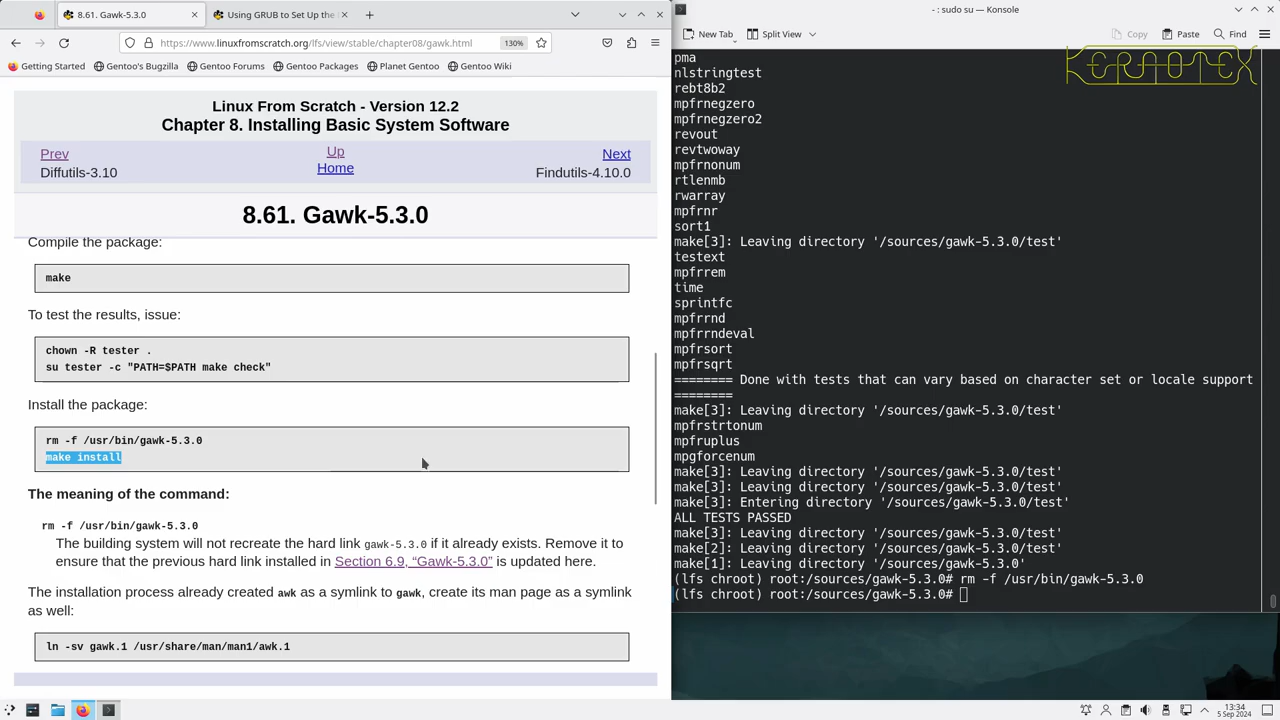 8.61. Gawk-5.3.0
Using GRUB to Set Up the
https://www.linuxfromscratch.org/lfs/view/stable/chapter08/gawk.html
130%
Getting Started
Gentoo's Bugzilla
Gentoo Forums
Gentoo Packages
Planet Gentoo
Gentoo Wiki
Linux From Scratch - Version 12.2
Chapter 8. Installing Basic System Software
Prev
Up
Next
Diffutils-3.10
Home
Findutils-4.10.0
8.61. Gawk-5.3.0
Compile the package:
make
To test the results, issue:
chown -R tester .
su tester -c "PATH=$PATH make check"
Install the package:
rm -f /usr/bin/gawk-5.3.0
make install
The meaning of the command:
rm -f /usr/bin/gawk-5.3.0
The building system will not recreate the hard link gawk-5.3.0 if it already exists. Remove it to
ensure that the previous hard link installed in Section 6.9, “Gawk-5.3.0” is updated here.
The installation process already created awk as a symlink to gawk, create its man page as a symlink
as well:
ln -sv gawk.1 /usr/share/man/man1/awk.1
- : sudo su — Konsole
New Tab
Split View
Copy
Paste
Find
KERNOTEX
pma
nlstringtest
rebt8b2
mpfrnegzero
mpfrnegzero2
revout
revtwoway
mpfrnonum
rtlenmb
rwarray
mpfrnr
sort1
make[3]: Leaving directory '/sources/gawk-5.3.0/test'
testext
mpfrrem
time
sprintfc
mpfrrnd
mpfrrndeval
mpfrsort
mpfrsqrt
======== Done with tests that can vary based on character set or locale support
========
make[3]: Leaving directory '/sources/gawk-5.3.0/test'
mpfrstrtonum
mpfruplus
mpgforcenum
make[3]: Leaving directory '/sources/gawk-5.3.0/test'
make[3]: Leaving directory '/sources/gawk-5.3.0/test'
make[3]: Entering directory '/sources/gawk-5.3.0/test'
ALL TESTS PASSED
make[3]: Leaving directory '/sources/gawk-5.3.0/test'
make[2]: Leaving directory '/sources/gawk-5.3.0/test'
make[1]: Leaving directory '/sources/gawk-5.3.0'
(lfs chroot) root:/sources/gawk-5.3.0# rm -f /usr/bin/gawk-5.3.0
(lfs chroot) root:/sources/gawk-5.3.0#
13:34
5 Sep 2024